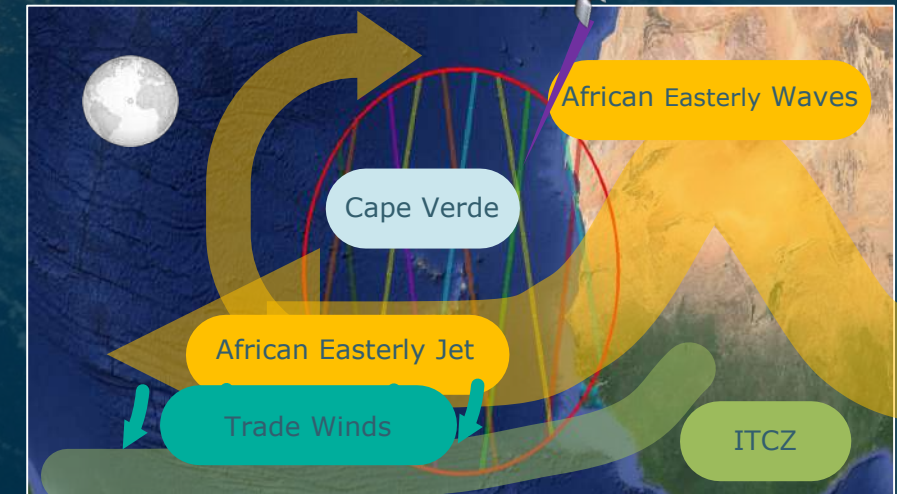 African Easterly Waves
Cape Verde
African Easterly Jet
Trade Winds
ITCZ